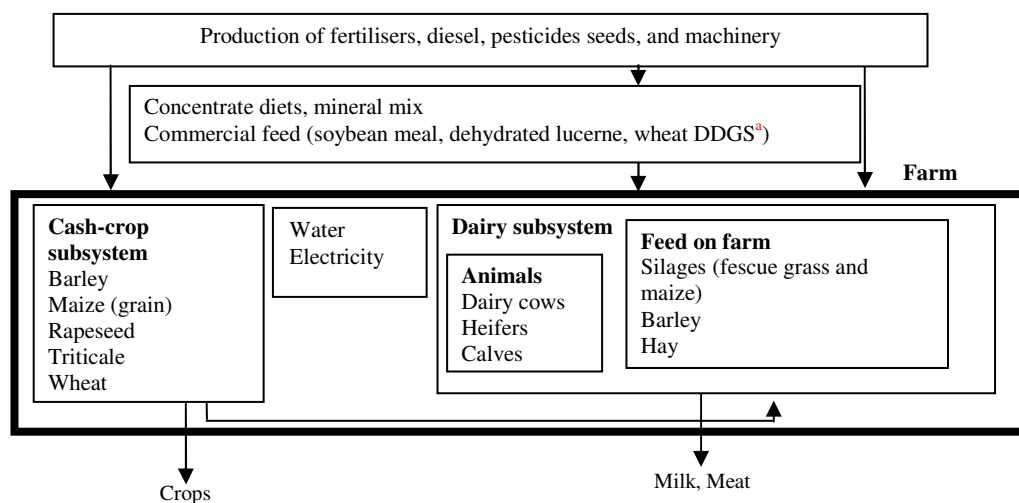 Production of fertilisers, diesel, pesticides seeds, and machinery
Concentrate diets, mineral mix
Commercial feed (soybean meal, dehydrated lucerne, wheat DDGSª)
Farm
Cash-crop
subsystem
Barley
Maize (grain)
Rapeseed
Triticale
Wheat
Water
Electricity
Dairy subsystem
Animals
Dairy cows
Heifers
Calves
Feed on farm
Silages (fescue grass and
maize)
Barley
Hay
Crops
Milk, Meat